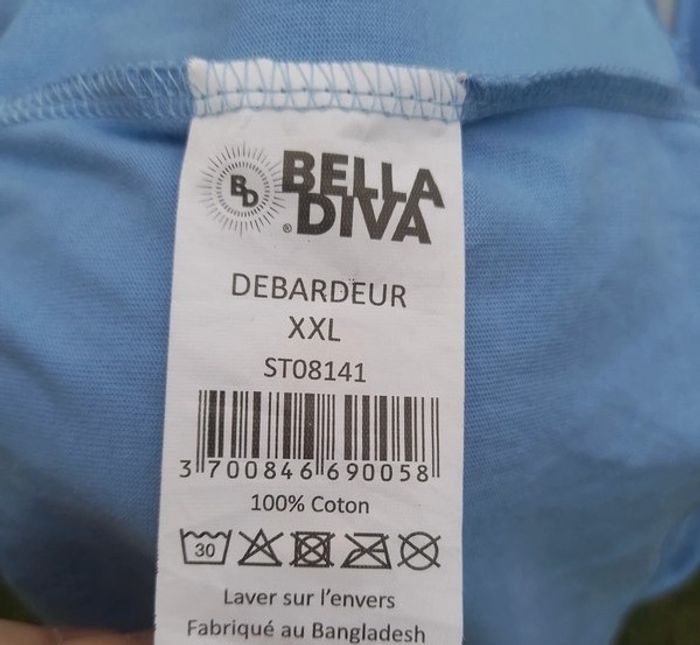 BD
BELLA
DIVA
®
DEBARDEUR
XXL
ST08141
3 700846 690058
100% Coton
30
Laver sur l'envers
Fabriqué au Bangladesh